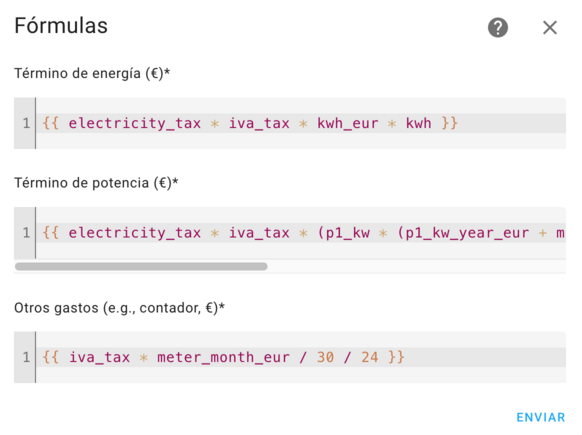 Fórmulas
Término de energía (€)*
1 {{ electricity_tax * iva_tax * kwh_eur * kwh }}
Término de potencia (€)*
1 {{ electricity_tax * iva_tax * (p1_kw * (p1_kw_year_eur + m
Otros gastos (e.g., contador, €)*
1 {{ iva_tax * meter_month_eur / 30 / 24 }}
ENVIAR